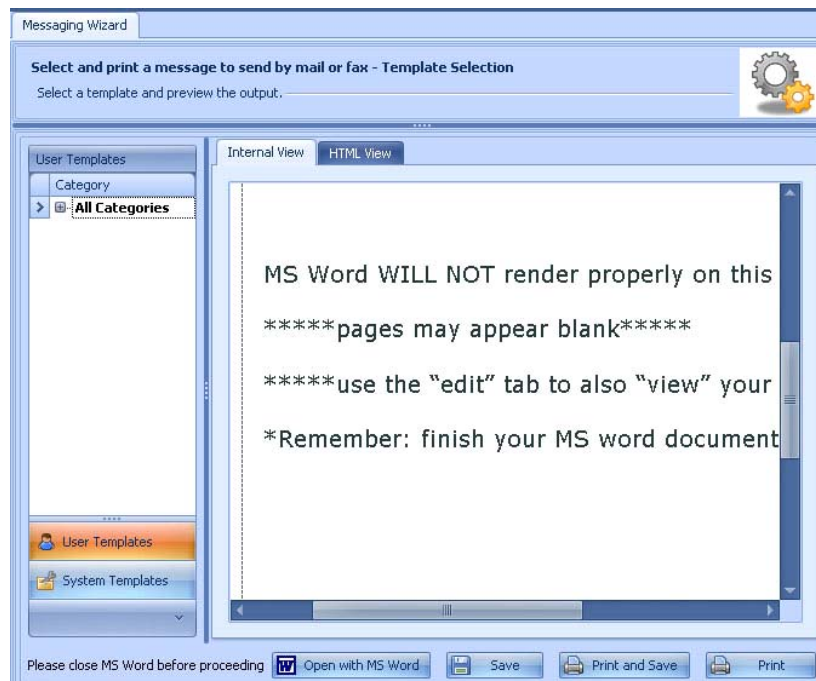 Messaging Wizard
Select and print a message to send by mail or fax - Template Selection
Select a template and preview the output.
User Templates
Category
All Categories
User Templates
System Templates
Internal View
HTML View
MS Word WILL NOT render properly on this
*****pages may appear blank*****
*****use the “edit” tab to also “view” your
*Remember: finish your MS word document
Please close MS Word before proceeding
Open with MS Word
Save
Print and Save
Print